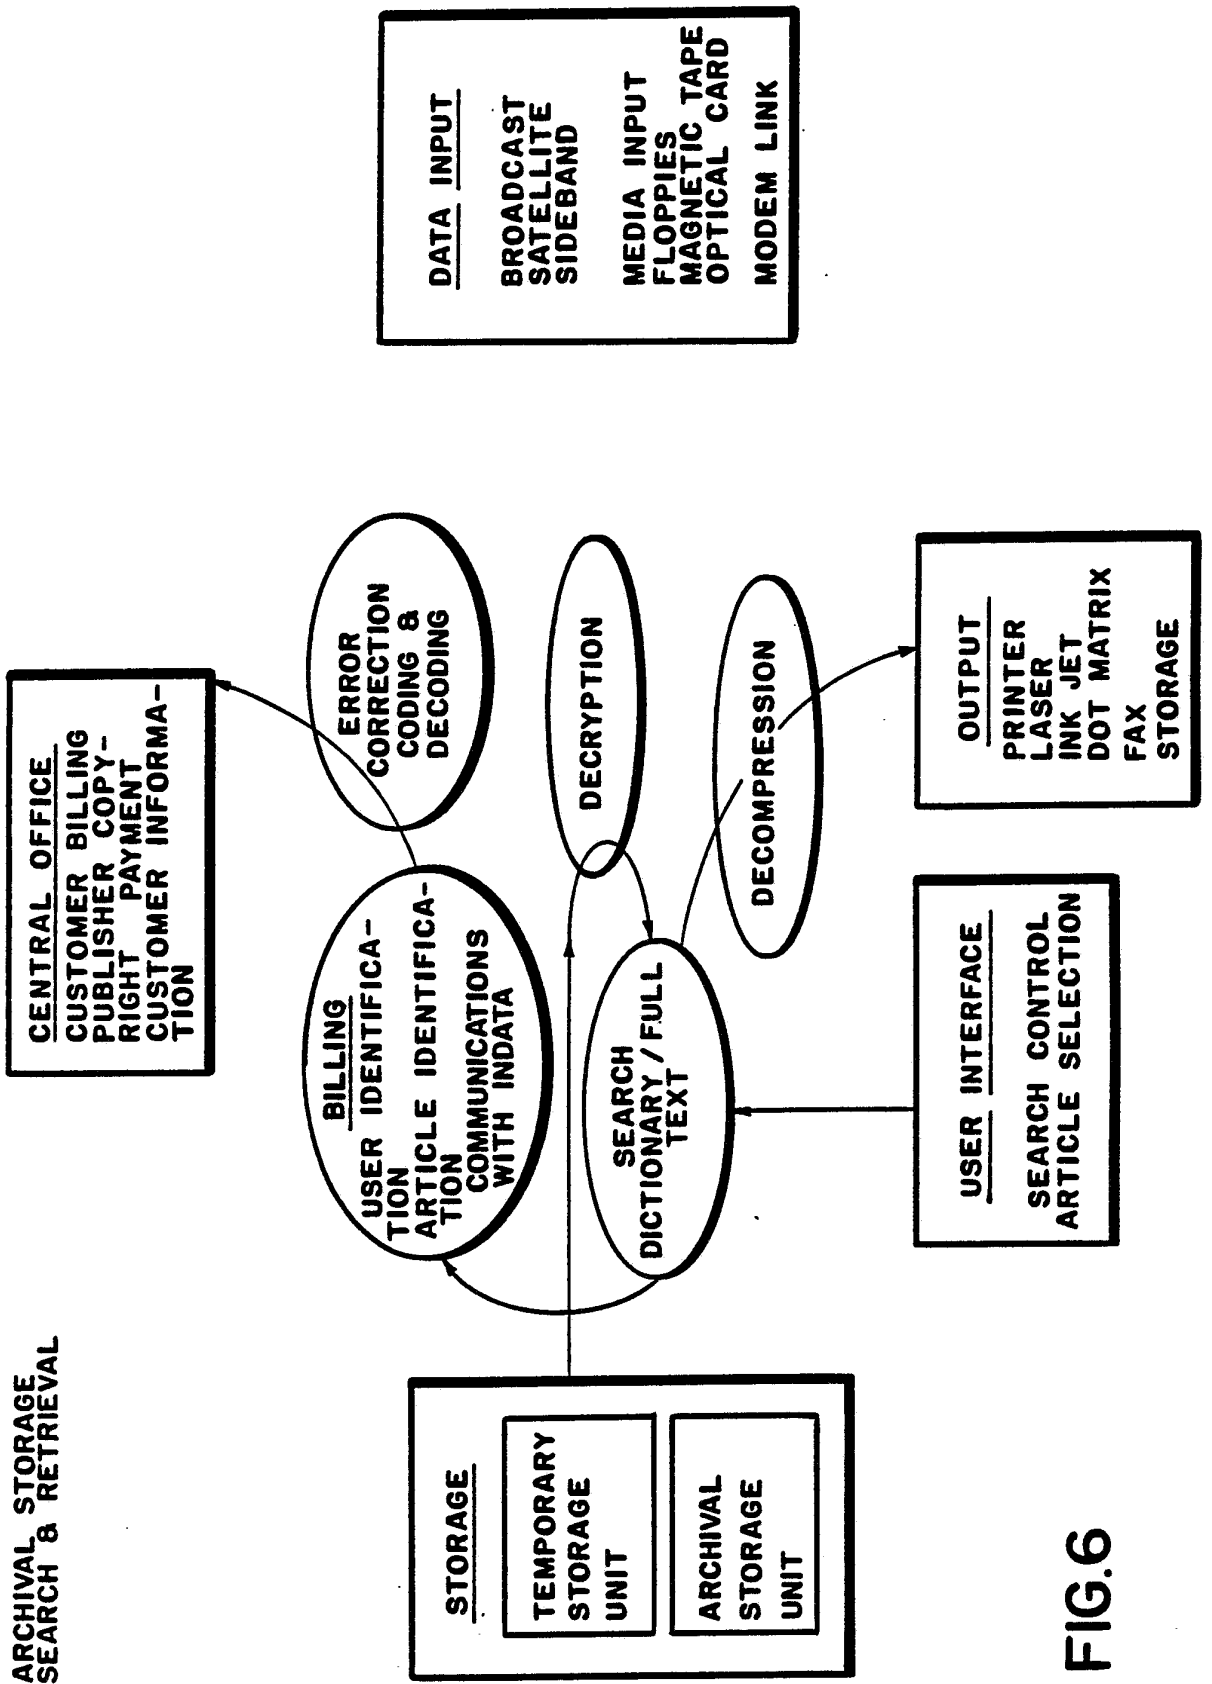 ARCHIVAL STORAGE
SEARCH & RETRIEVAL
CENTRAL OFFICE
CUSTOMER BILLING
PUBLISHER COPY-
RIGHT PAYMENT
CUSTOMER INFORMA-
TION
BILLING
USER IDENTIFICA-
TION
ARTICLE IDENTIFICA-
TION
COMMUNICATIONS
WITH INDATA
ERROR
CORRECTION
CODING &
DECODING
DATA INPUT
BROADCAST
SATELLITE
SIDEBAND
MEDIA INPUT
FLOPPIES
MAGNETIC TAPE
OPTICAL CARD
MODEM LINK
STORAGE
TEMPORARY
STORAGE
UNIT
ARCHIVAL
STORAGE
UNIT
DECRYPTION
SEARCH
DICTIONARY/FULL
TEXT
DECOMPRESSION
USER INTERFACE
SEARCH CONTROL
ARTICLE SELECTION
OUTPUT
PRINTER
LASER
INK JET
DOT MATRIX
FAX
STORAGE
FIG.6